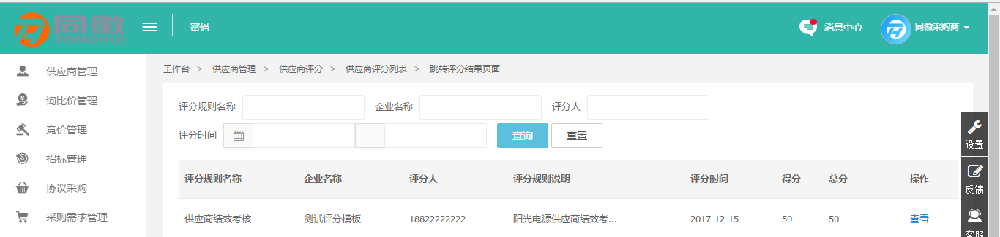 同徽
TONGHUI
密码
消息中心
同徽采购商
供应商管理
询比价管理
竞价管理
招标管理
协议采购
采购需求管理
工作台 > 供应商管理 > 供应商评分 > 供应商评分列表 > 跳转评分结果页面
评分规则名称 企业名称 评分人
评分时间 - 查询 重置
评分规则名称 企业名称 评分人 评分规则说明 评分时间 得分 总分 操作
供应商绩效考核 测试评分模板 18822222222 阳光电源供应商绩效考... 2017-12-15 50 50 查看
设置
反馈
客服